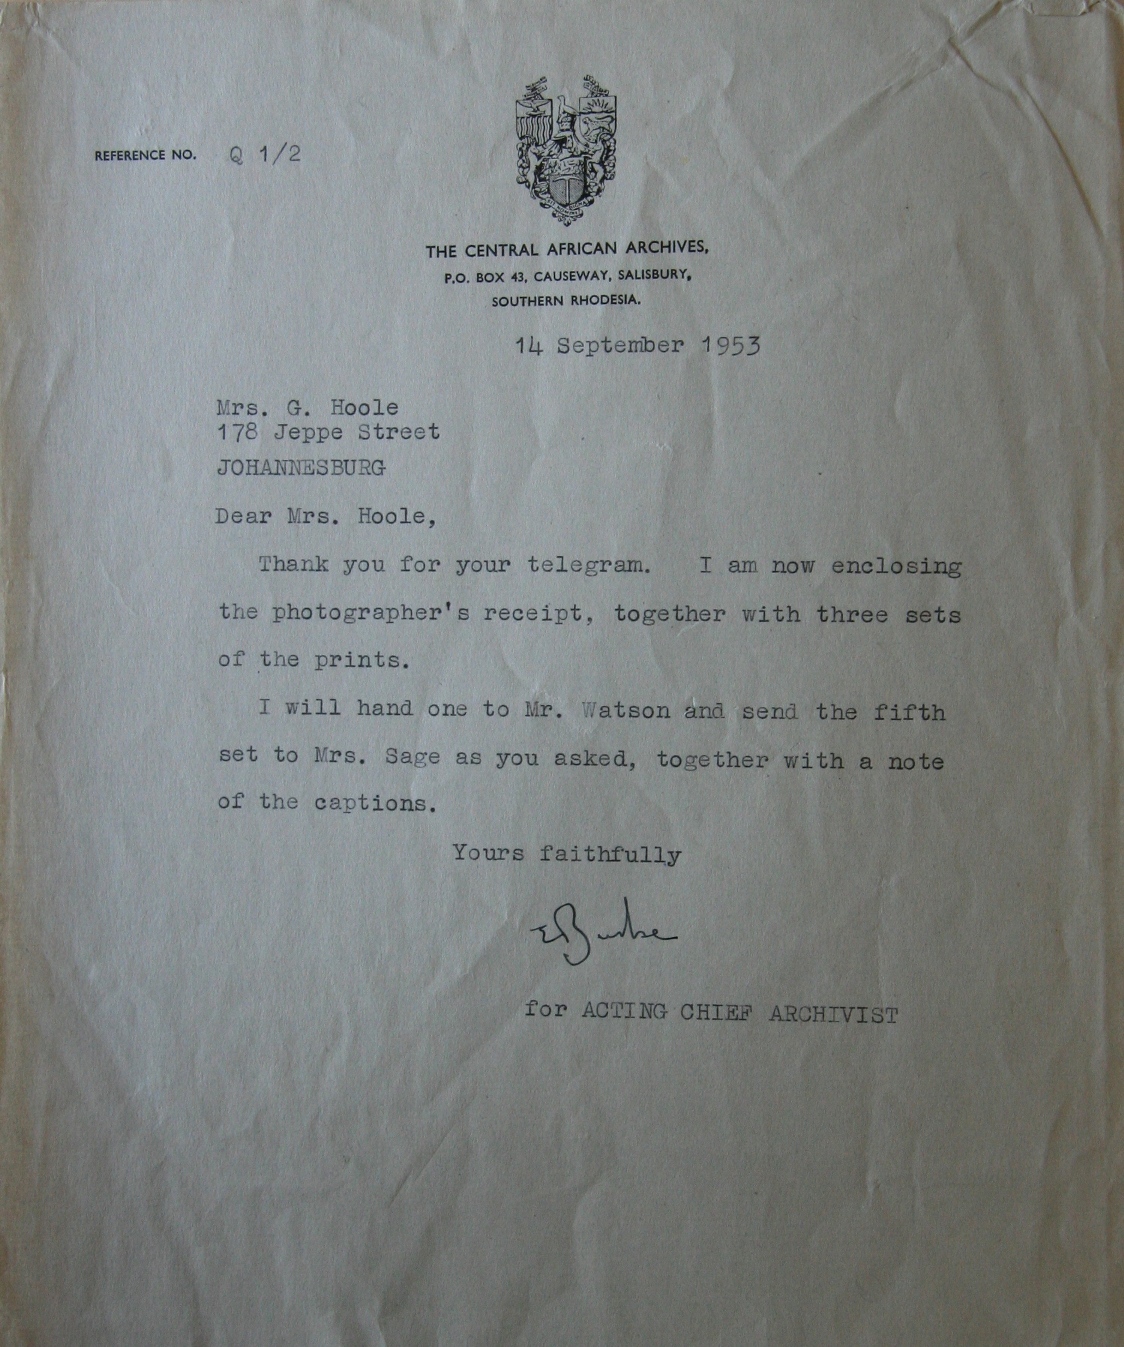 REFERENCE NO. Q 1/2
THE CENTRAL AFRICAN ARCHIVES,
P.O. BOX 43, CAUSEWAY, SALISBURY,
SOUTHERN RHODESIA.
14 September 1953
Mrs. G. Hoole
178 Jeppe Street
JOHANNESBURG
Dear Mrs. Hoole,
Thank you for your telegram. I am now enclosing
the photographer's receipt, together with three sets
of the prints.
I will hand one to Mr. Watson and send the fifth
set to Mrs. Sage as you asked, together with a note
of the captions.
Yours faithfully
EBurke
for ACTING CHIEF ARCHIVIST